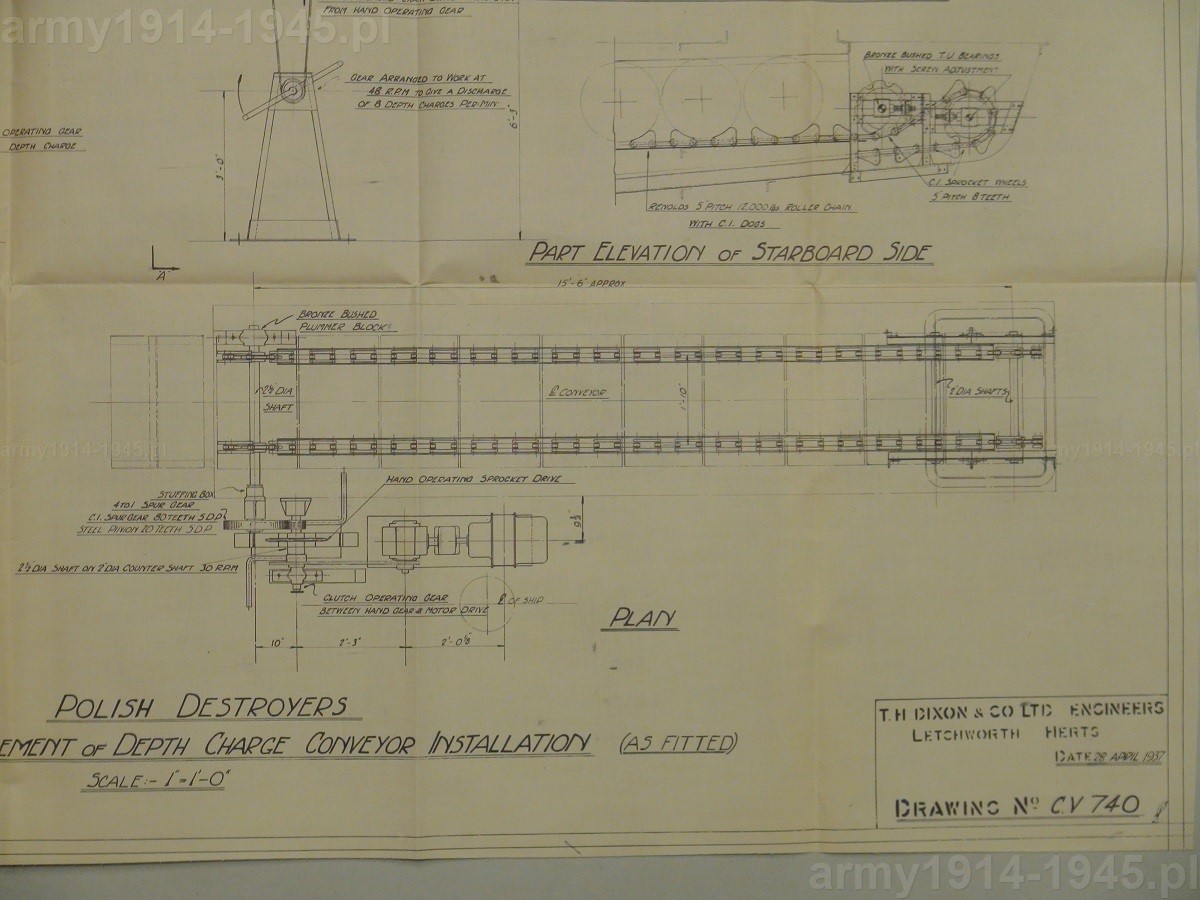 army1914-1945.pl
FROM HAND OPERATING GEAR
GEAR ARRANGED TO WORK AT
48 R.P.M TO GIVE A DISCHARGE
OF 8 DEPTH CHARGES PER MIN
OPERATING GEAR
DEPTH CHARGE
3'-0"
6'-3"
"A"
BRONZE BUSHED T.U BEARINGS
WITH SCREW ADJUSTMENT
C.I. SPROCKET WHEELS
5" PITCH 8 TEETH
RENOLDS 5" PITCH 12,000 lbs ROLLER CHAIN
WITH C.I. DOGS
PART ELEVATION OF STARBOARD SIDE
15'-6" APPROX
BRONZE BUSHED
PLUMMER BLOCKS
2½ DIA
SHAFT
CONVEYOR
1'-10"
2" DIA SHAFTS
army1914-1945.pl
army1914-1945.pl
HAND OPERATING SPROCKET DRIVE
STUFFING BOX
4 TO 1 SPUR GEAR
C.I. SPUR GEAR 80 TEETH 5.D.P
STEEL PINION 20 TEETH 5.D.P
2½ DIA SHAFT ON 2" DIA COUNTER SHAFT 30 R.P.M
CLUTCH OPERATING GEAR
BETWEEN HAND GEAR & MOTOR DRIVE
OF SHIP
PLAN
10"
2'-3"
POLISH DESTROYERS
EMENT OF DEPTH CHARGE CONVEYOR INSTALLATION (AS FITTED)
SCALE:- 1" = 1'-0"
T.H DIXON & CO LTD ENGINEERS
LETCHWORTH HERTS
DATE 28 APRIL 1937
DRAWING No C.V 740
army1914-1945.pl